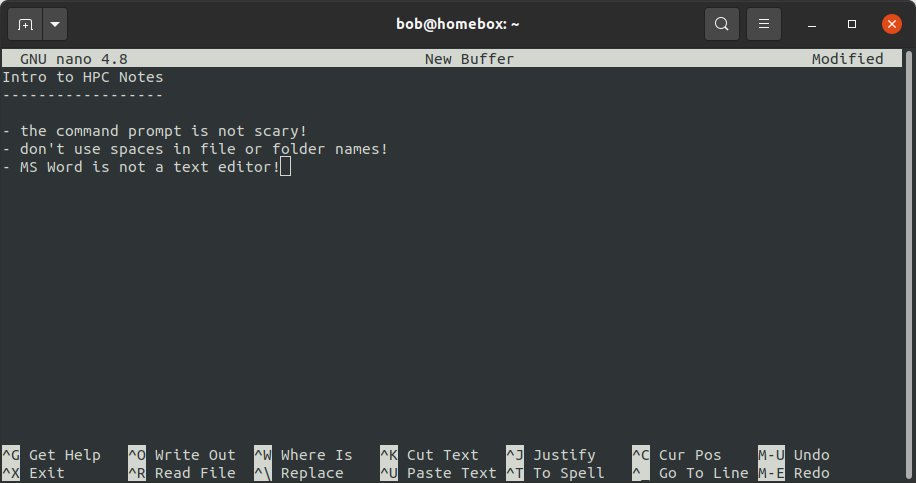 bob@homebox: ~
GNU nano 4.8 New Buffer Modified
Intro to HPC Notes
------------------
- the command prompt is not scary!
- don't use spaces in file or folder names!
- MS Word is not a text editor!
^G Get Help ^O Write Out ^W Where Is ^K Cut Text ^J Justify ^C Cur Pos M-U Undo
^X Exit ^R Read File ^\ Replace ^U Paste Text ^T To Spell ^_ Go To Line M-E Redo